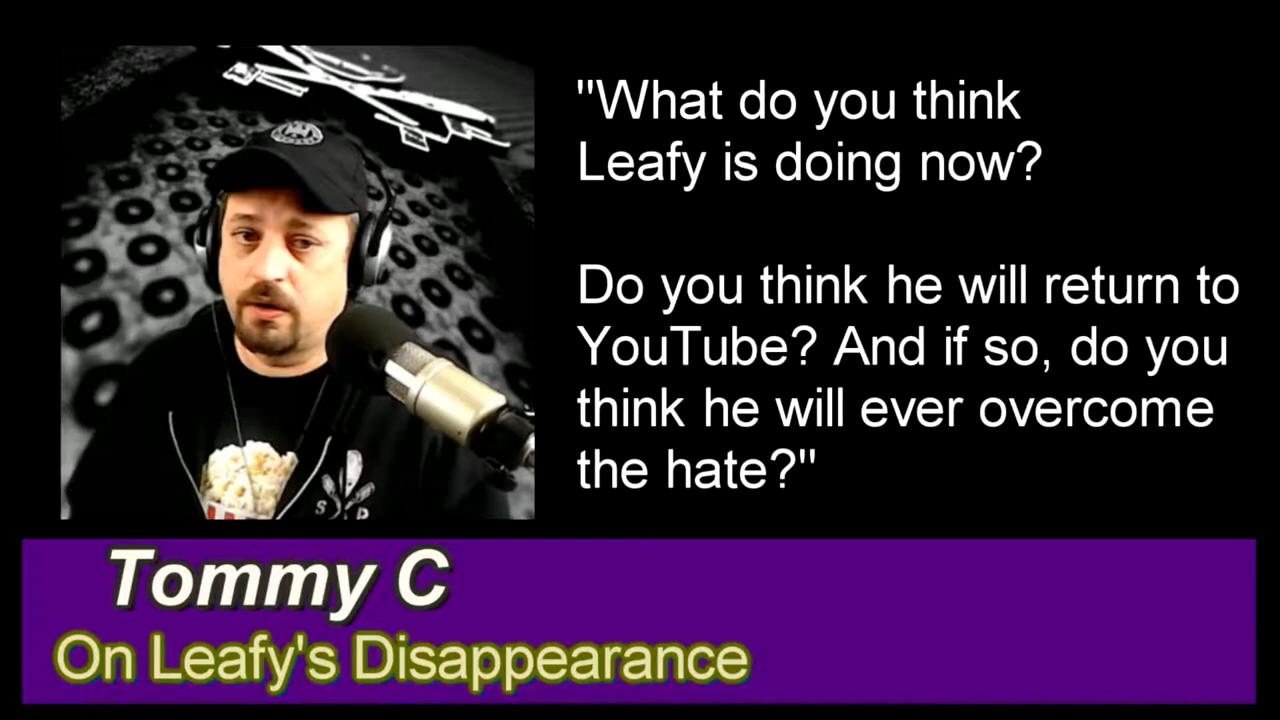 "What do you think
Leafy is doing now?
Do you think he will return to
YouTube? And if so, do you
think he will ever overcome
the hate?"
Tommy C
On Leafy's Disappearance